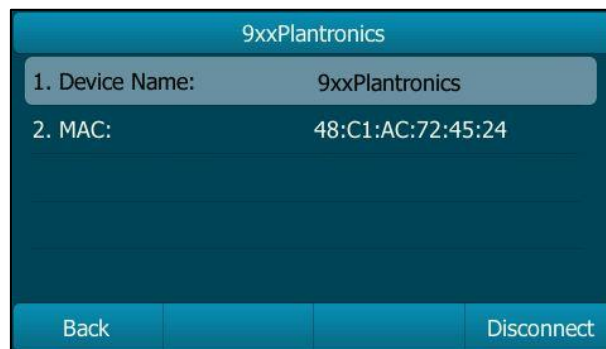 9xxPlantronics
1. Device Name: 9xxPlantronics
2. MAC: 48:C1:AC:72:45:24
Back Disconnect